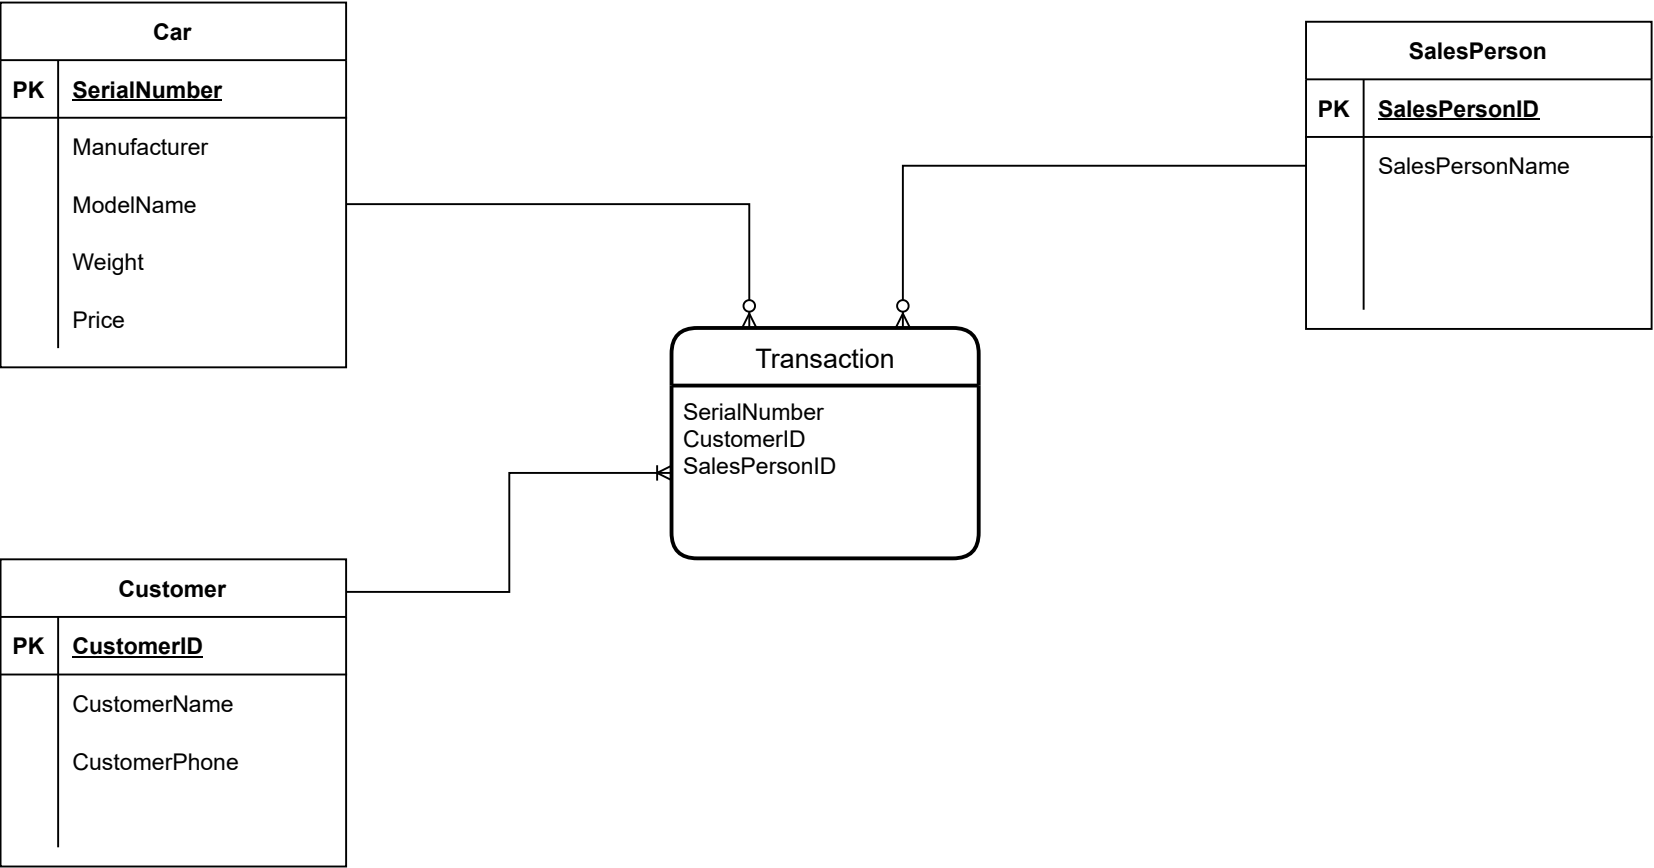 Car
PK SerialNumber
Manufacturer
ModelName
Weight
Price
SalesPerson
PK SalesPersonID
SalesPersonName
Transaction
SerialNumber
CustomerID
SalesPersonID
Customer
PK CustomerID
CustomerName
CustomerPhone